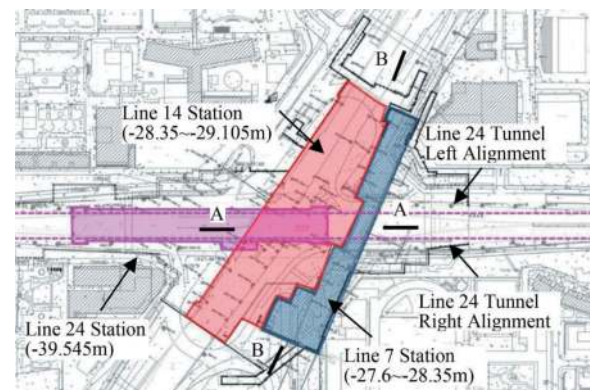 B
Line 14 Station
(-28.35~-29.105m)
Line 24 Tunnel
Left Alignment
A
A
Line 24 Station
(-39.545m)
B
Line 24 Tunnel
Right Alignment
Line 7 Station
(-27.6~-28.35m)